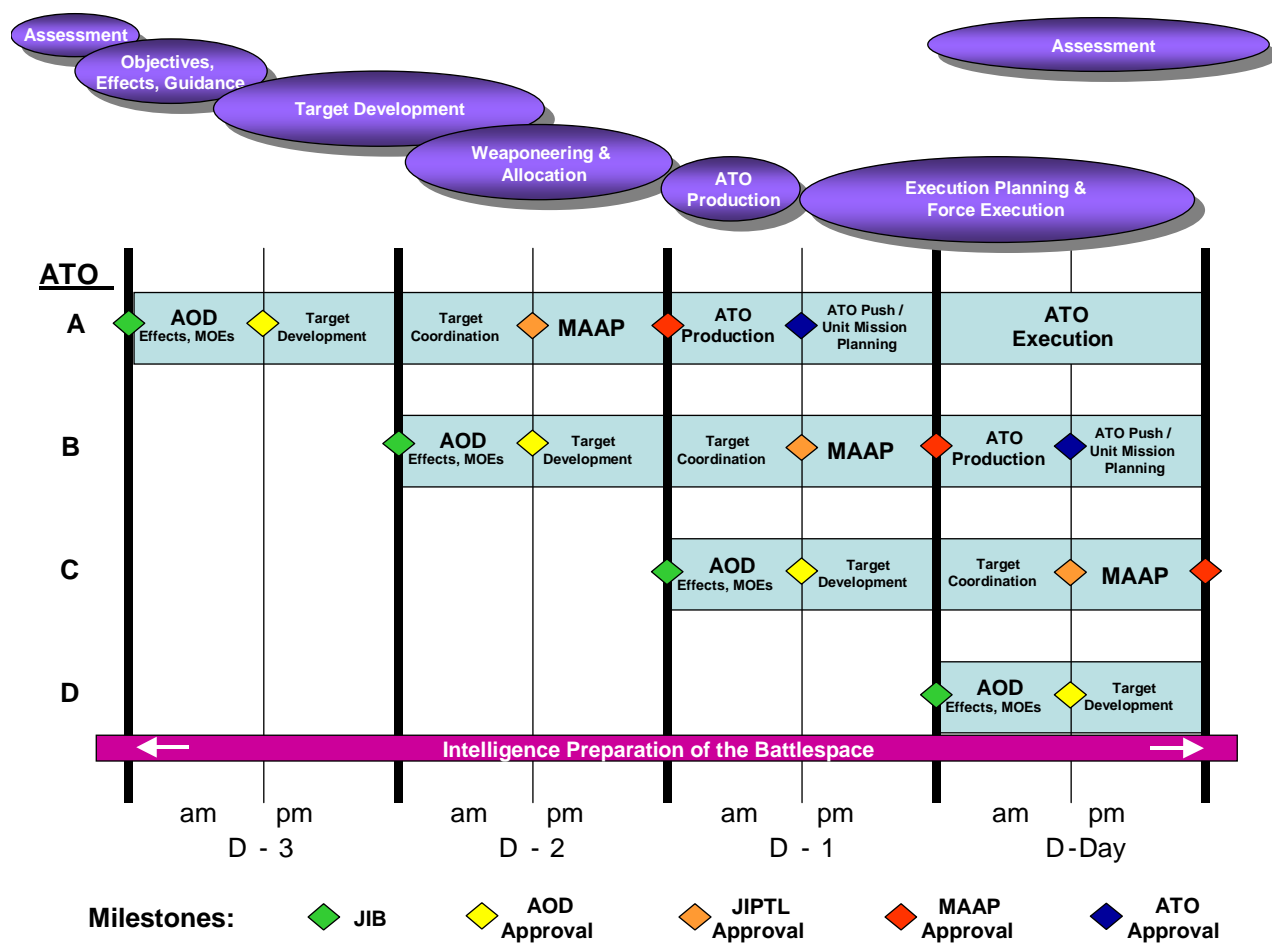 Assessment
Objectives,
Effects, Guidance
Target Development
Weaponeering &
Allocation
ATO
Production
Execution Planning &
Force Execution
Assessment
ATO
A
AOD
Effects, MOEs
Target
Development
Target
Coordination
MAAP
ATO
Production
ATO Push /
Unit Mission
Planning
ATO
Execution
B
AOD
Effects, MOEs
Target
Development
Target
Coordination
MAAP
ATO
Production
ATO Push /
Unit Mission
Planning
C
AOD
Effects, MOEs
Target
Development
Target
Coordination
MAAP
D
AOD
Effects, MOEs
Target
Development
Intelligence Preparation of the Battlespace
am pm am pm am pm am pm
D - 3 D - 2 D - 1 D-Day
Milestones:
JIB
AOD
Approval
JIPTL
Approval
MAAP
Approval
ATO
Approval